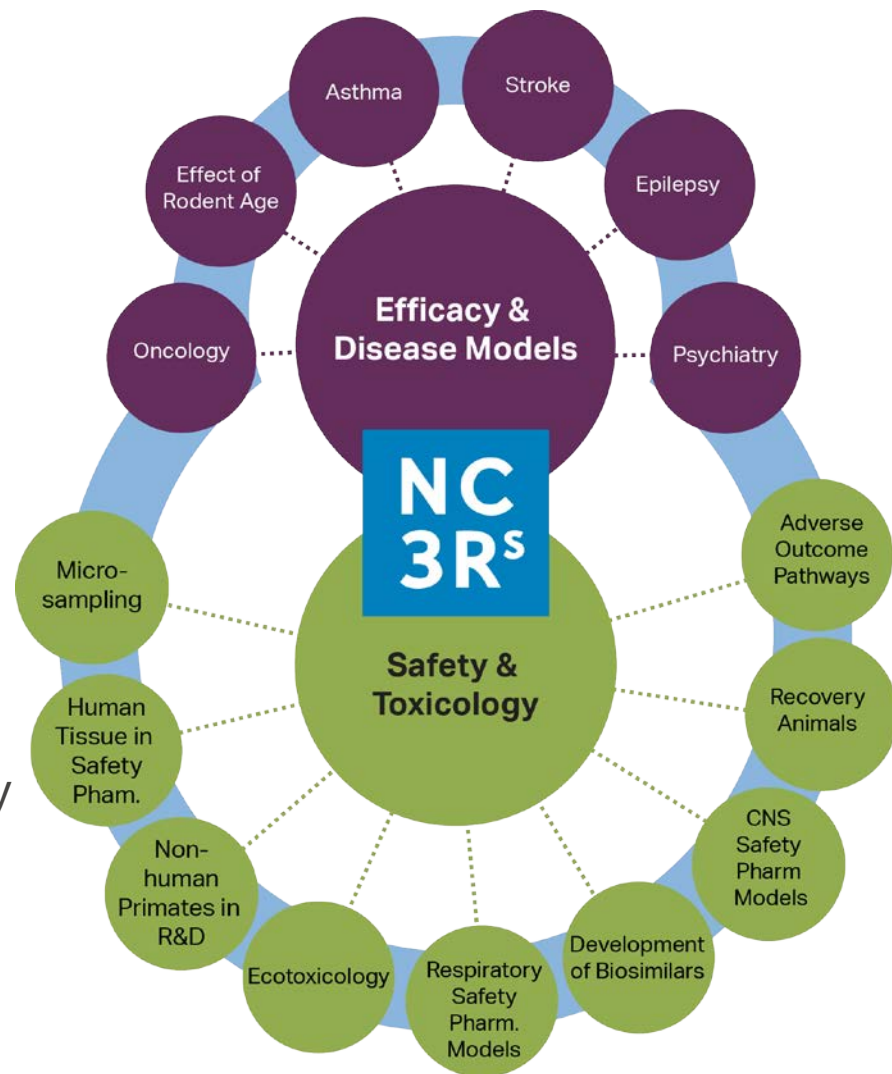 Asthma
Stroke
Effect of
Rodent Age
Epilepsy
Oncology
Efficacy &
Disease Models
Psychiatry
NC
3Rs
Micro-
sampling
Adverse
Outcome
Pathways
Safety &
Toxicology
Human
Tissue in
Safety
Pham.
Recovery
Animals
y
Non-
human
Primates in
R&D
CNS
Safety
Pharm
Models
Ecotoxicology
Respiratory
Safety
Pharm.
Models
Development
of Biosimilars